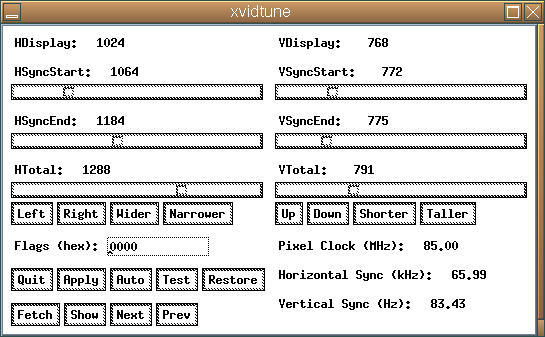 xvidtune
HDisplay: 1024 VDisplay: 768
HSyncStart: 1064 VSyncStart: 772
HSyncEnd: 1184 VSyncEnd: 775
HTotal: 1288 VTotal: 791
Left Right Wider Narrower Up Down Shorter Taller
Flags (hex): 0000 Pixel Clock (MHz): 85.00
Quit Apply Auto Test Restore Horizontal Sync (kHz): 65.99
Fetch Show Next Prev Vertical Sync (Hz): 83.43